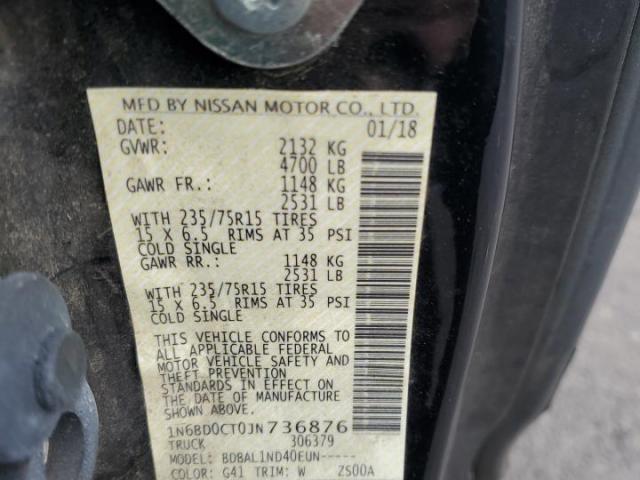 MFD BY NISSAN MOTOR CO., LTD.
DATE: 01/18
GVWR: 2132 KG
4700 LB
GAWR FR.: 1148 KG
2531 LB
WITH 235/75R15 TIRES
15 X 6.5 RIMS AT 35 PSI
COLD SINGLE
GAWR RR.: 1148 KG
2531 LB
WITH 235/75R15 TIRES
15 X 6.5 RIMS AT 35 PSI
COLD SINGLE
THIS VEHICLE CONFORMS TO
ALL APPLICABLE FEDERAL
MOTOR VEHICLE SAFETY AND
THEFT PREVENTION
STANDARDS IN EFFECT ON
THE DATE OF MANUFACTURE
SHOWN ABOVE.
1N6BD0CT0JN736876
TRUCK 306379
MODEL: BDBAL1ND40EUN-----
COLOR: G41 TRIM: W ZS00A